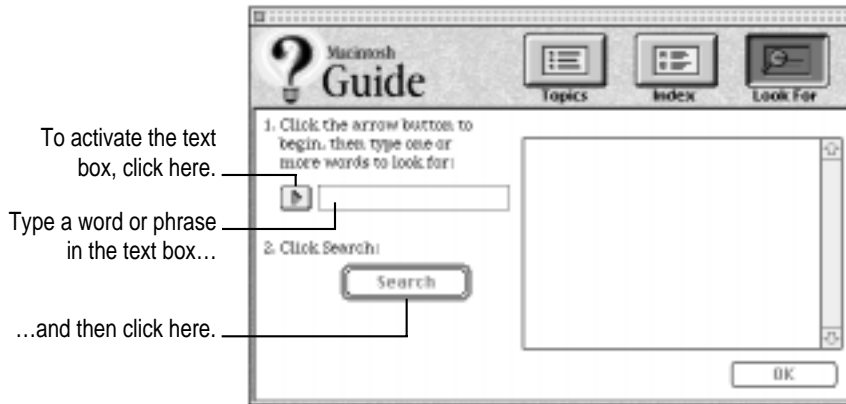 Macintosh
Guide
Topics
Index
Look For
To activate the text
box, click here.
1. Click the arrow button to
begin, then type one or
more words to look for:
Type a word or phrase
in the text box…
2. Click Search:
Search
…and then click here.
OK